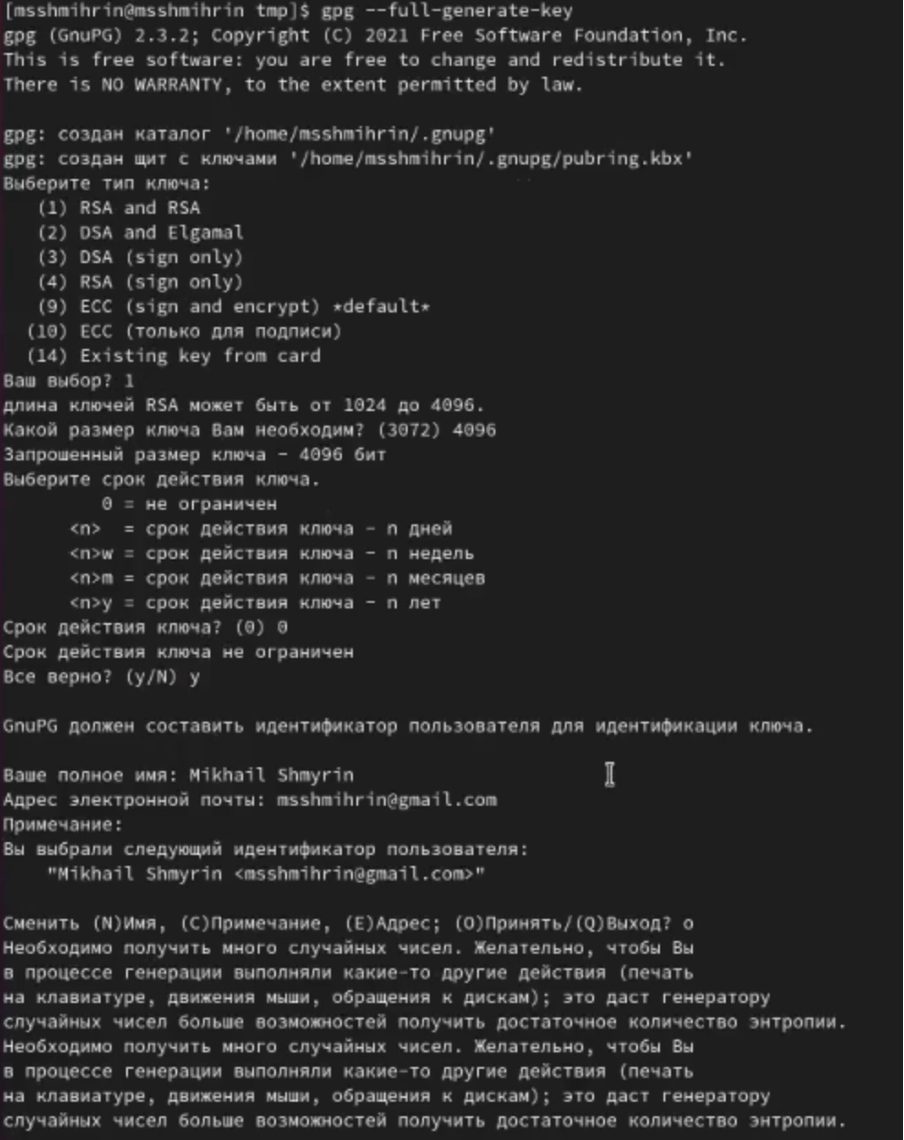 [msshmihrin@msshmihrin tmp]$ gpg --full-generate-key
gpg (GnuPG) 2.3.2; Copyright (C) 2021 Free Software Foundation, Inc.
This is free software: you are free to change and redistribute it.
There is NO WARRANTY, to the extent permitted by law.
gpg: создан каталог '/home/msshmihrin/.gnupg'
gpg: создан щит с ключами '/home/msshmihrin/.gnupg/pubring.kbx'
Выберите тип ключа:
(1) RSA and RSA
(2) DSA and Elgamal
(3) DSA (sign only)
(4) RSA (sign only)
(9) ECC (sign and encrypt) *default*
(10) ECC (только для подписи)
(14) Existing key from card
Ваш выбор? 1
длина ключей RSA может быть от 1024 до 4096.
Какой размер ключа Вам необходим? (3072) 4096
Запрошенный размер ключа - 4096 бит
Выберите срок действия ключа.
0 = не ограничен
<n>  = срок действия ключа - n дней
<n>w = срок действия ключа - n недель
<n>m = срок действия ключа - n месяцев
<n>y = срок действия ключа - n лет
Срок действия ключа? (0) 0
Срок действия ключа не ограничен
Все верно? (y/N) y
GnuPG должен составить идентификатор пользователя для идентификации ключа.
Ваше полное имя: Mikhail Shmyrin
Адрес электронной почты: msshmihrin@gmail.com
Примечание:
Вы выбрали следующий идентификатор пользователя:
"Mikhail Shmyrin <msshmihrin@gmail.com>"
Сменить (N)Имя, (C)Примечание, (E)Адрес; (O)Принять/(Q)Выход? o
Необходимо получить много случайных чисел. Желательно, чтобы Вы
в процессе генерации выполняли какие-то другие действия (печать
на клавиатуре, движения мыши, обращения к дискам); это даст генератору
случайных чисел больше возможностей получить достаточное количество энтропии.
Необходимо получить много случайных чисел. Желательно, чтобы Вы
в процессе генерации выполняли какие-то другие действия (печать
на клавиатуре, движения мыши, обращения к дискам); это даст генератору
случайных чисел больше возможностей получить достаточное количество энтропии.